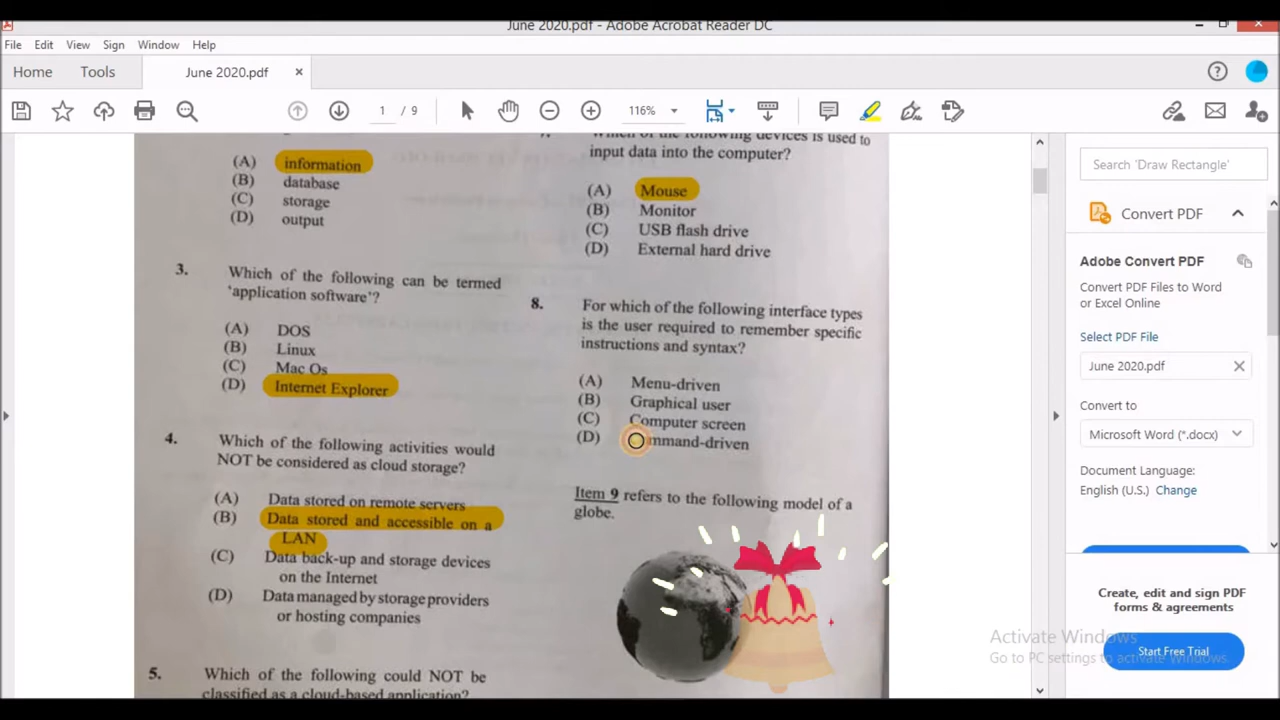 June 2020.pdf - Adobe Acrobat Reader DC
File Edit View Sign Window Help
Home Tools June 2020.pdf ×
1 / 9 116%
(A) information
(B) database
(C) storage
(D) output
3. Which of the following can be termed
'application software'?
(A) DOS
(B) Linux
(C) Mac Os
(D) Internet Explorer
4. Which of the following activities would
NOT be considered as cloud storage?
(A) Data stored on remote servers
(B) Data stored and accessible on a
LAN
(C) Data back-up and storage devices
on the Internet
(D) Data managed by storage providers
or hosting companies
5. Which of the following could NOT be
classified as a cloud-based application?
Which of the following devices is used to
input data into the computer?
(A) Mouse
(B) Monitor
(C) USB flash drive
(D) External hard drive
8. For which of the following interface types
is the user required to remember specific
instructions and syntax?
(A) Menu-driven
(B) Graphical user
(C) Computer screen
(D) Command-driven
Item 9 refers to the following model of a
globe.
Search 'Draw Rectangle'
Convert PDF
Adobe Convert PDF
Convert PDF Files to Word
or Excel Online
Select PDF File
June 2020.pdf
Convert to
Microsoft Word (*.docx)
Document Language:
English (U.S.) Change
Create, edit and sign PDF
forms & agreements
Start Free Trial
Activate Windows
Go to PC settings to activate Windows.